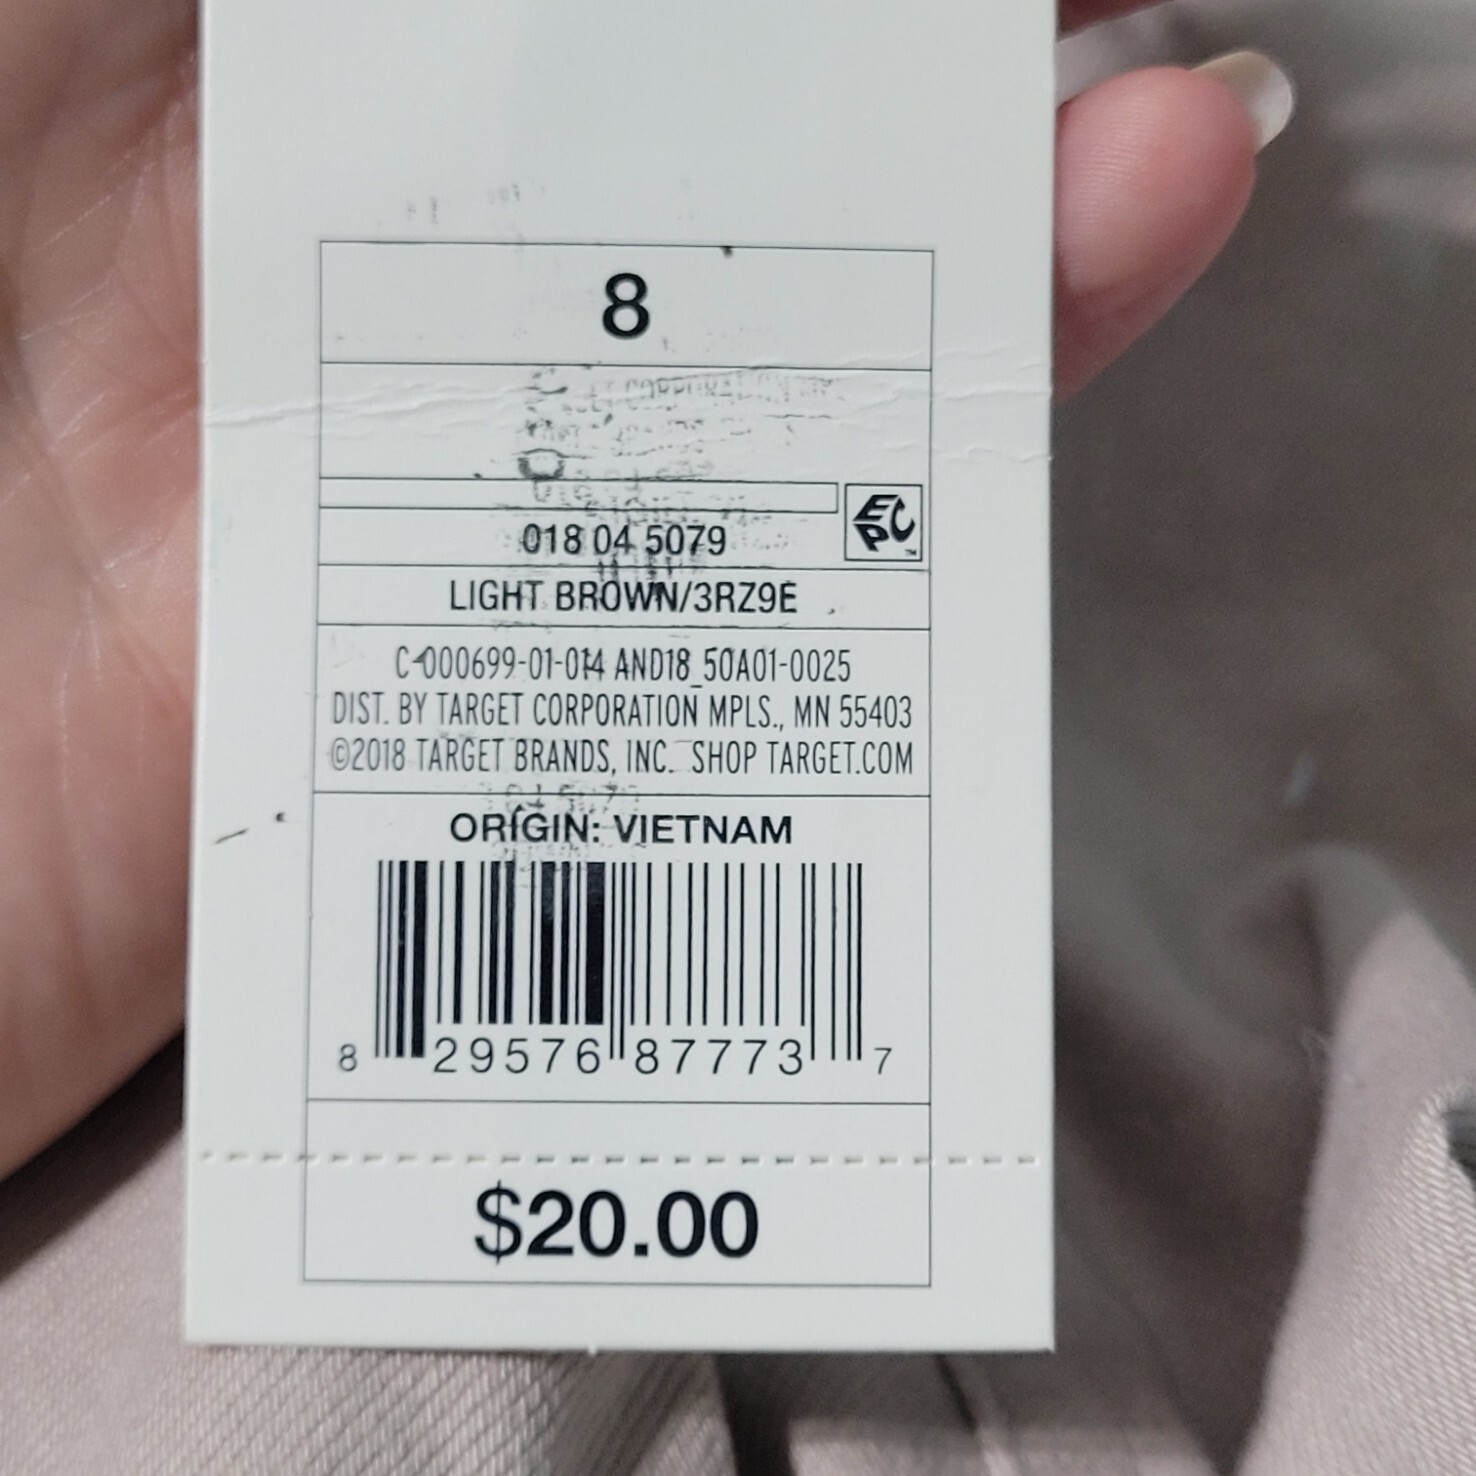 8
EPC™
018 04 5079
LIGHT BROWN/3RZ9E
C-000699-01-014 AND18_50A01-0025
DIST. BY TARGET CORPORATION MPLS., MN 55403
©2018 TARGET BRANDS, INC. SHOP TARGET.COM
ORIGIN: VIETNAM
8 29576 87773 7
$20.00